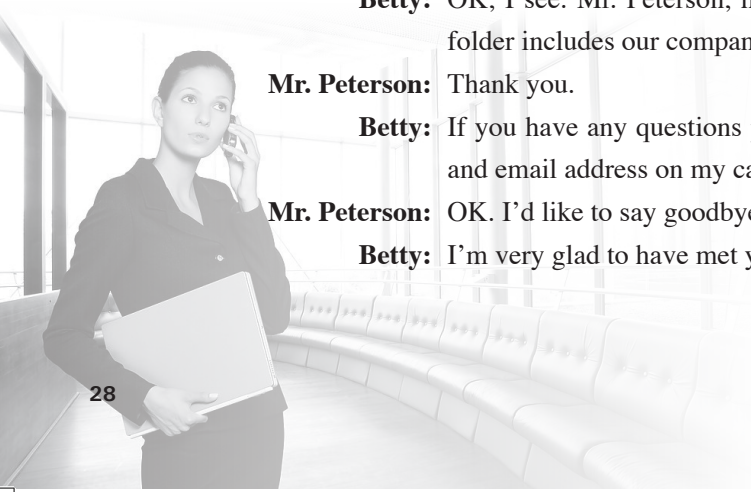 Betty: OK, I see. Mr. Peterson,
folder includes our
Mr. Peterson: Thank you.
Betty: If you have any questions
and email address on my
Mr. Peterson: OK. I'd like to say goodbye
Betty: I'm very glad to have met
28